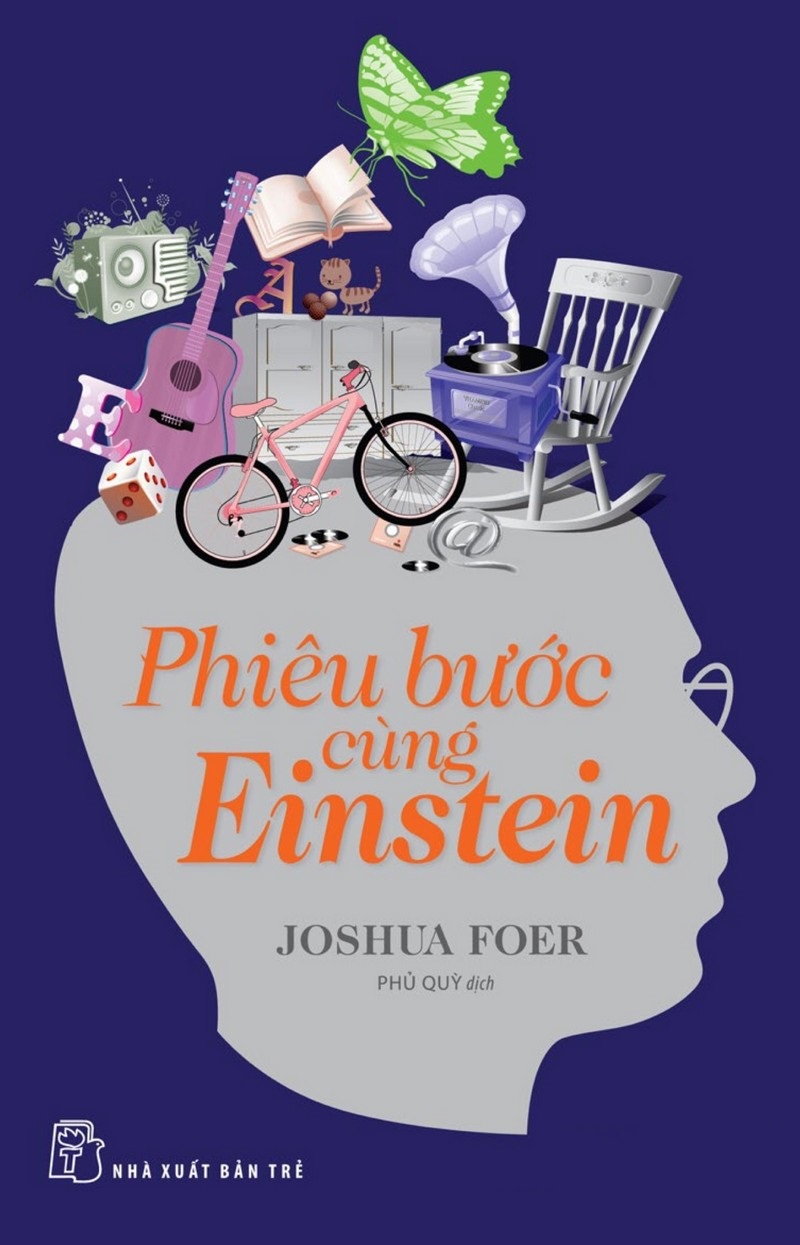 A
E
@
Phiêu bước
cùng
Einstein
JOSHUA FOER
PHỦ QUỲ dịch
T
NHÀ XUẤT BẢN TRẺ